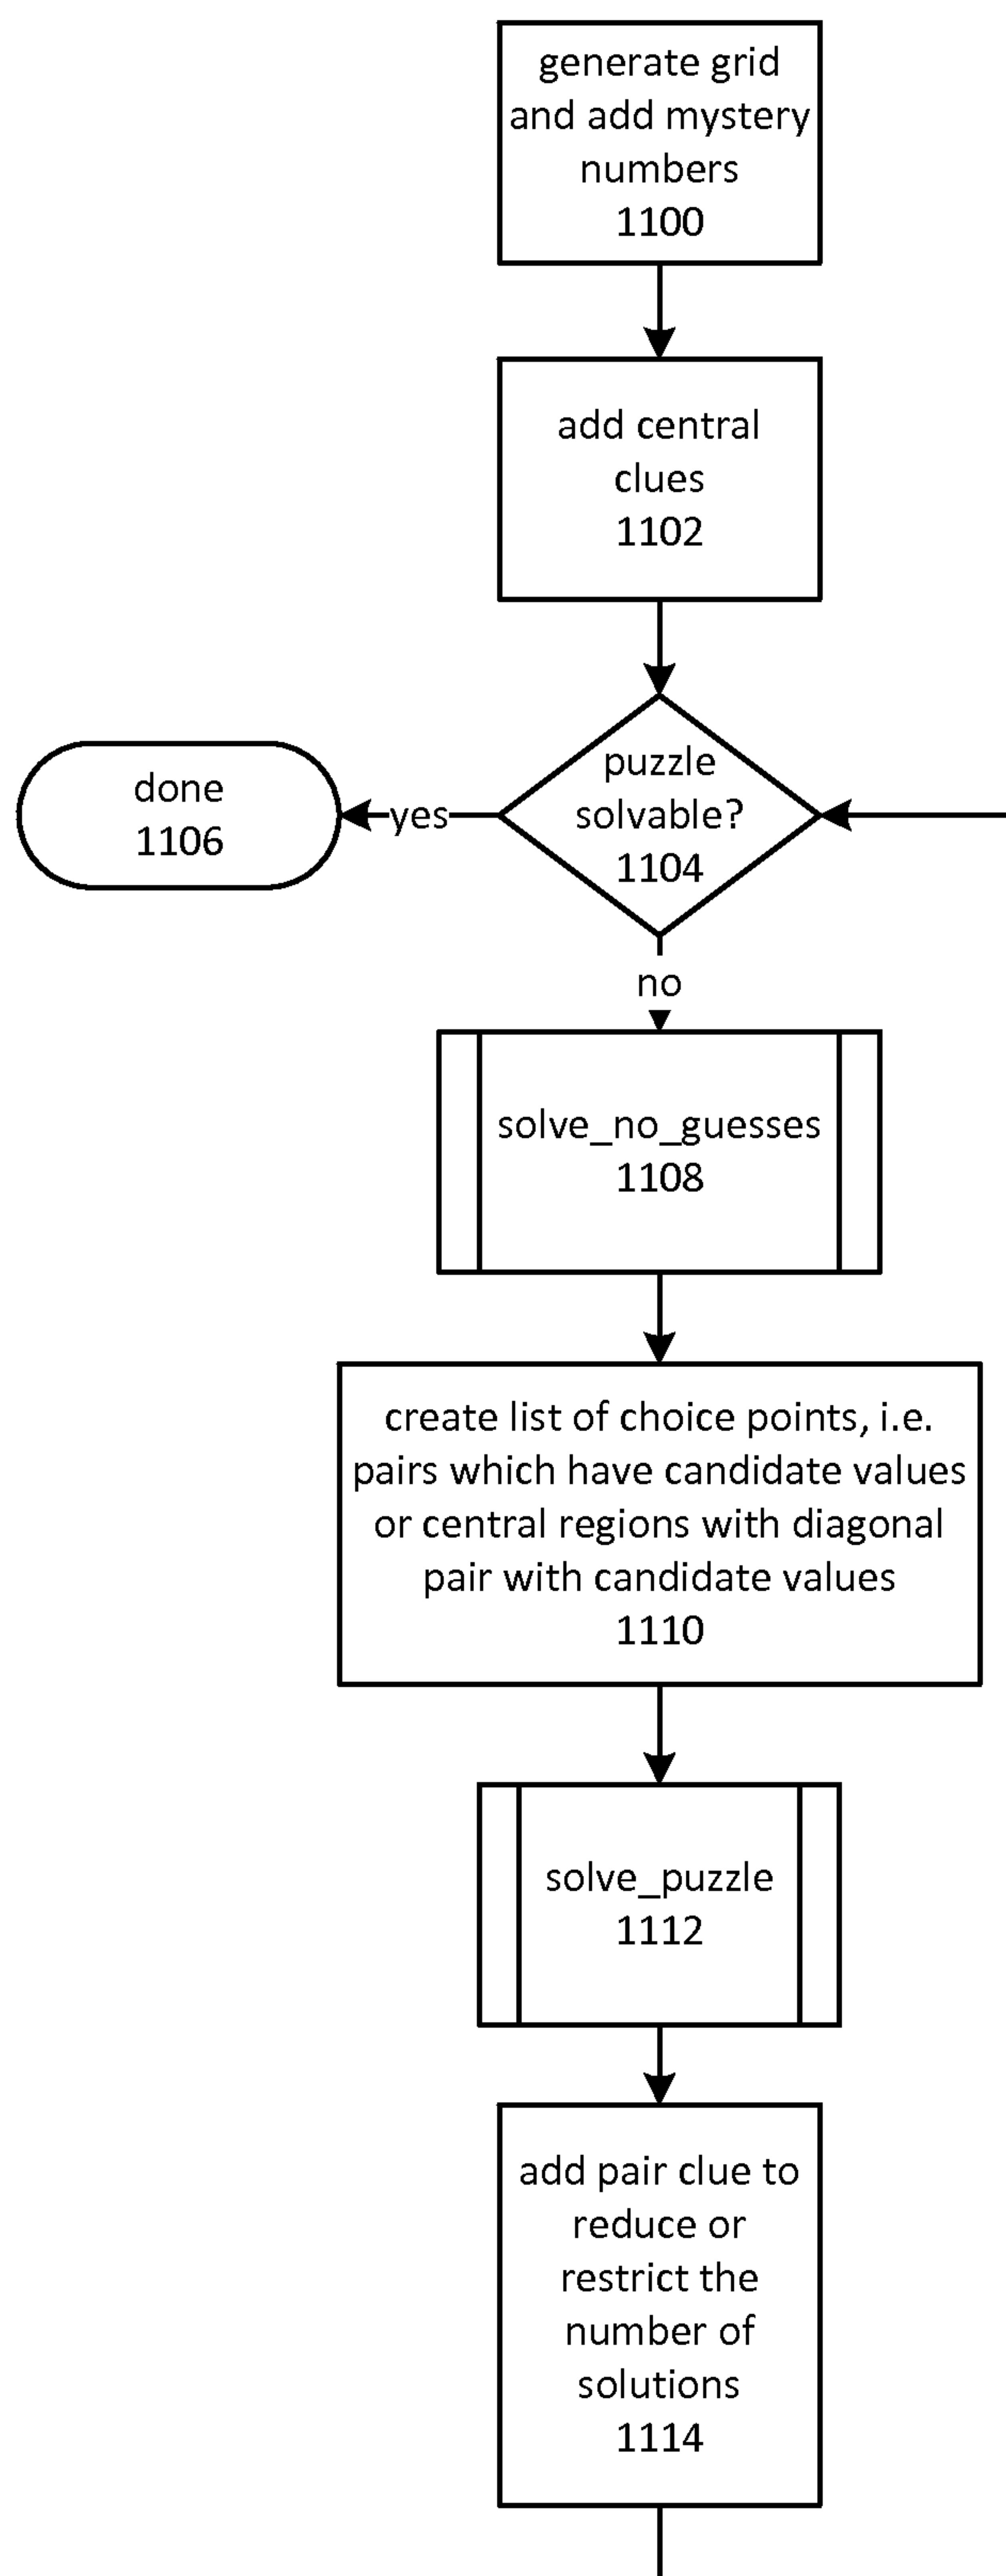 generate grid
and add mystery
numbers
1100
add central
clues
1102
puzzle
solvable?
1104
yes
done
1106
no
solve_no_guesses
1108
create list of choice points, i.e.
pairs which have candidate values
or central regions with diagonal
pair with candidate values
1110
solve_puzzle
1112
add pair clue to
reduce or
restrict the
number of
solutions
1114